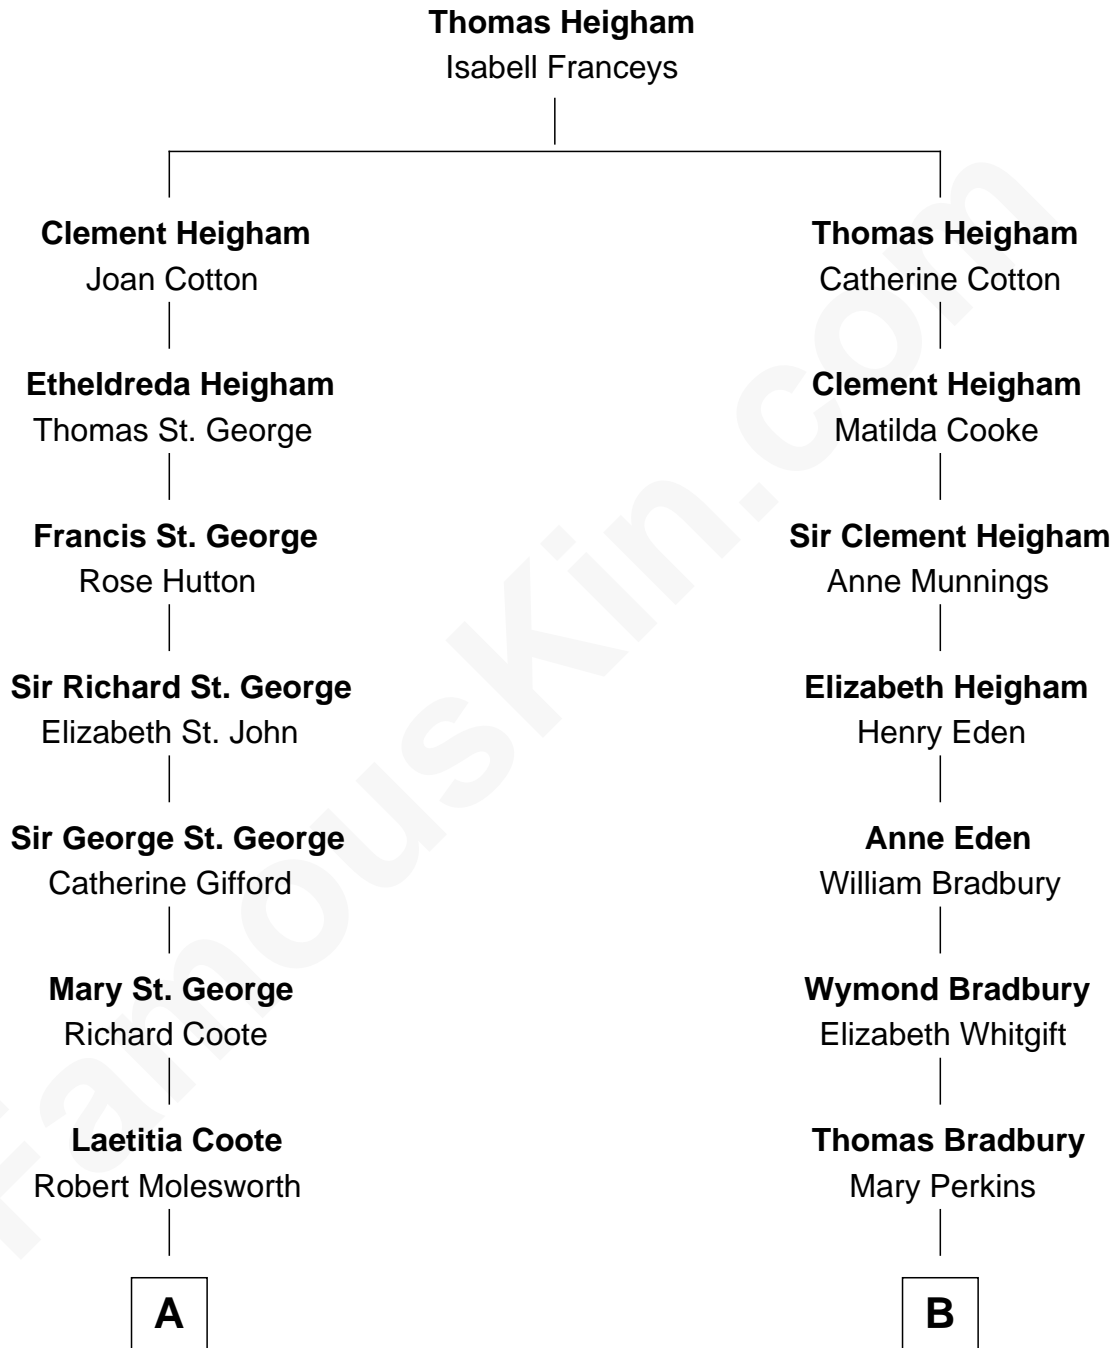 Thomas Heigham
Isabell Franceys
Clement Heigham
Joan Cotton
Thomas Heigham
Catherine Cotton
Etheldreda Heigham
Thomas St. George
Clement Heigham
Matilda Cooke
Francis St. George
Rose Hutton
Sir Clement Heigham
Anne Munnings
Sir Richard St. George
Elizabeth St. John
Elizabeth Heigham
Henry Eden
Sir George St. George
Catherine Gifford
Anne Eden
William Bradbury
Mary St. George
Richard Coote
Wymond Bradbury
Elizabeth Whitgift
Laetitia Coote
Robert Molesworth
Thomas Bradbury
Mary Perkins
A
B
FamousKin.com